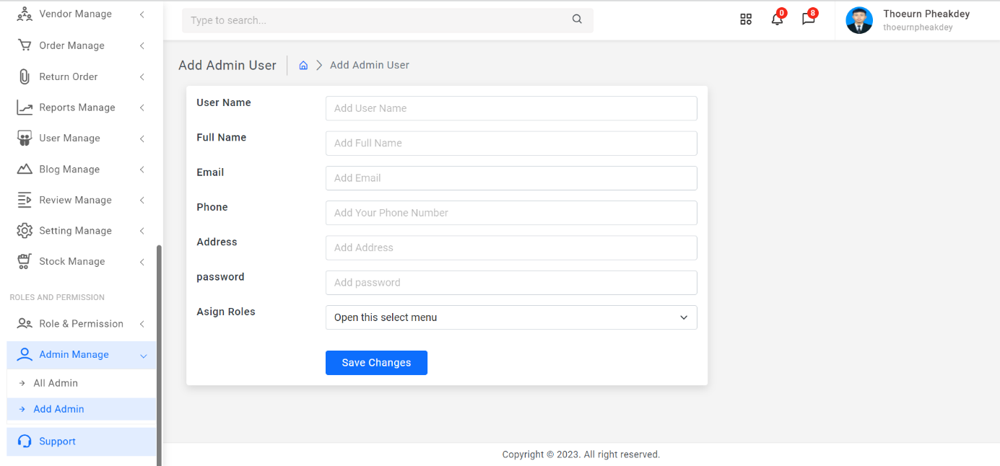 Vendor Manage
Order Manage
Return Order
Reports Manage
User Manage
Blog Manage
Review Manage
Setting Manage
Stock Manage
ROLES AND PERMISSION
Role & Permission
Admin Manage
All Admin
Add Admin
Support
Type to search...
0
8
Thoeurn Pheakdey
thoeurnpheakdey
Add Admin User
Add Admin User
User Name
Add User Name
Full Name
Add Full Name
Email
Add Email
Phone
Add Your Phone Number
Address
Add Address
password
Add password
Asign Roles
Open this select menu
Save Changes
Copyright © 2023. All right reserved.